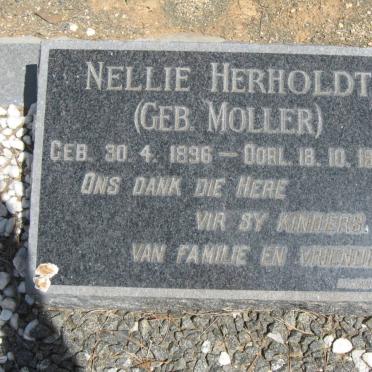 NELLIE HERHOLDT
(GEB. MOLLER)
GEB. 30. 4. 1896 — OORL. 18. 10.
ONS DANK DIE HERE
VIR SY KINDERS.
VAN FAMILIE EN